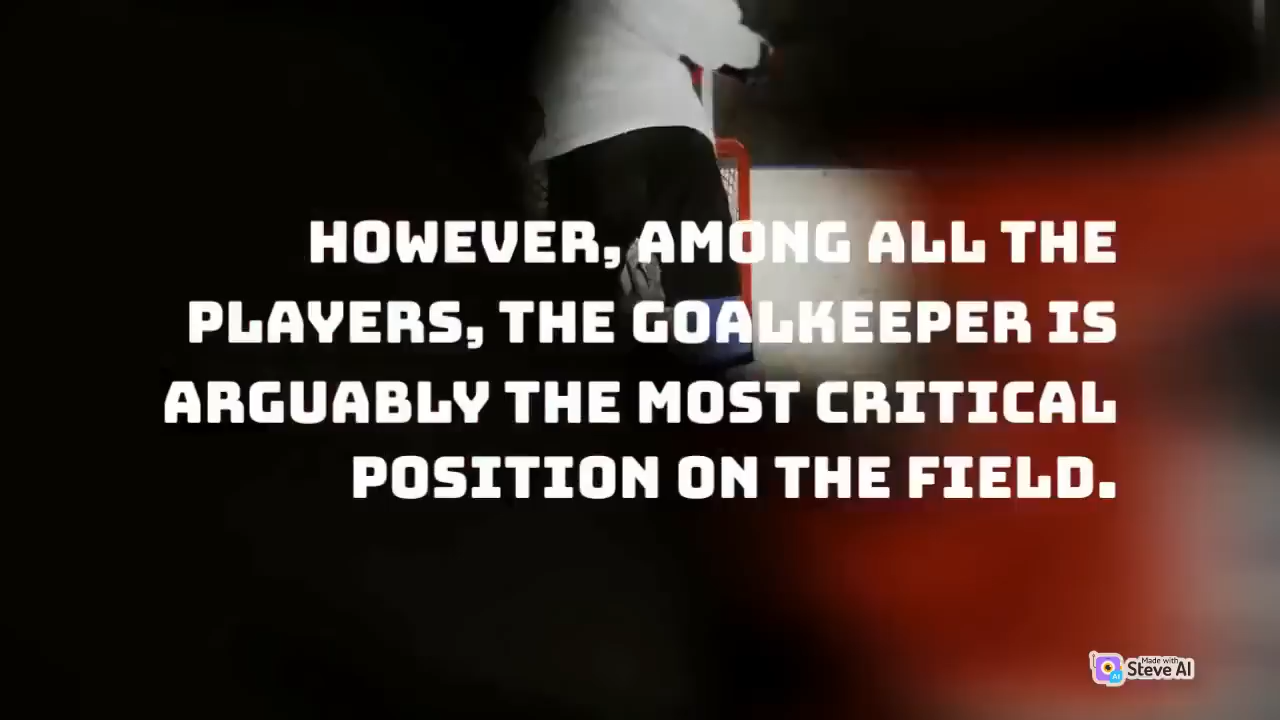 HOWEVER, AMONG ALL THE
PLAYERS, THE GOALKEEPER IS
ARGUABLY THE MOST CRITICAL
POSITION ON THE FIELD.
Made with
Steve AI
AI